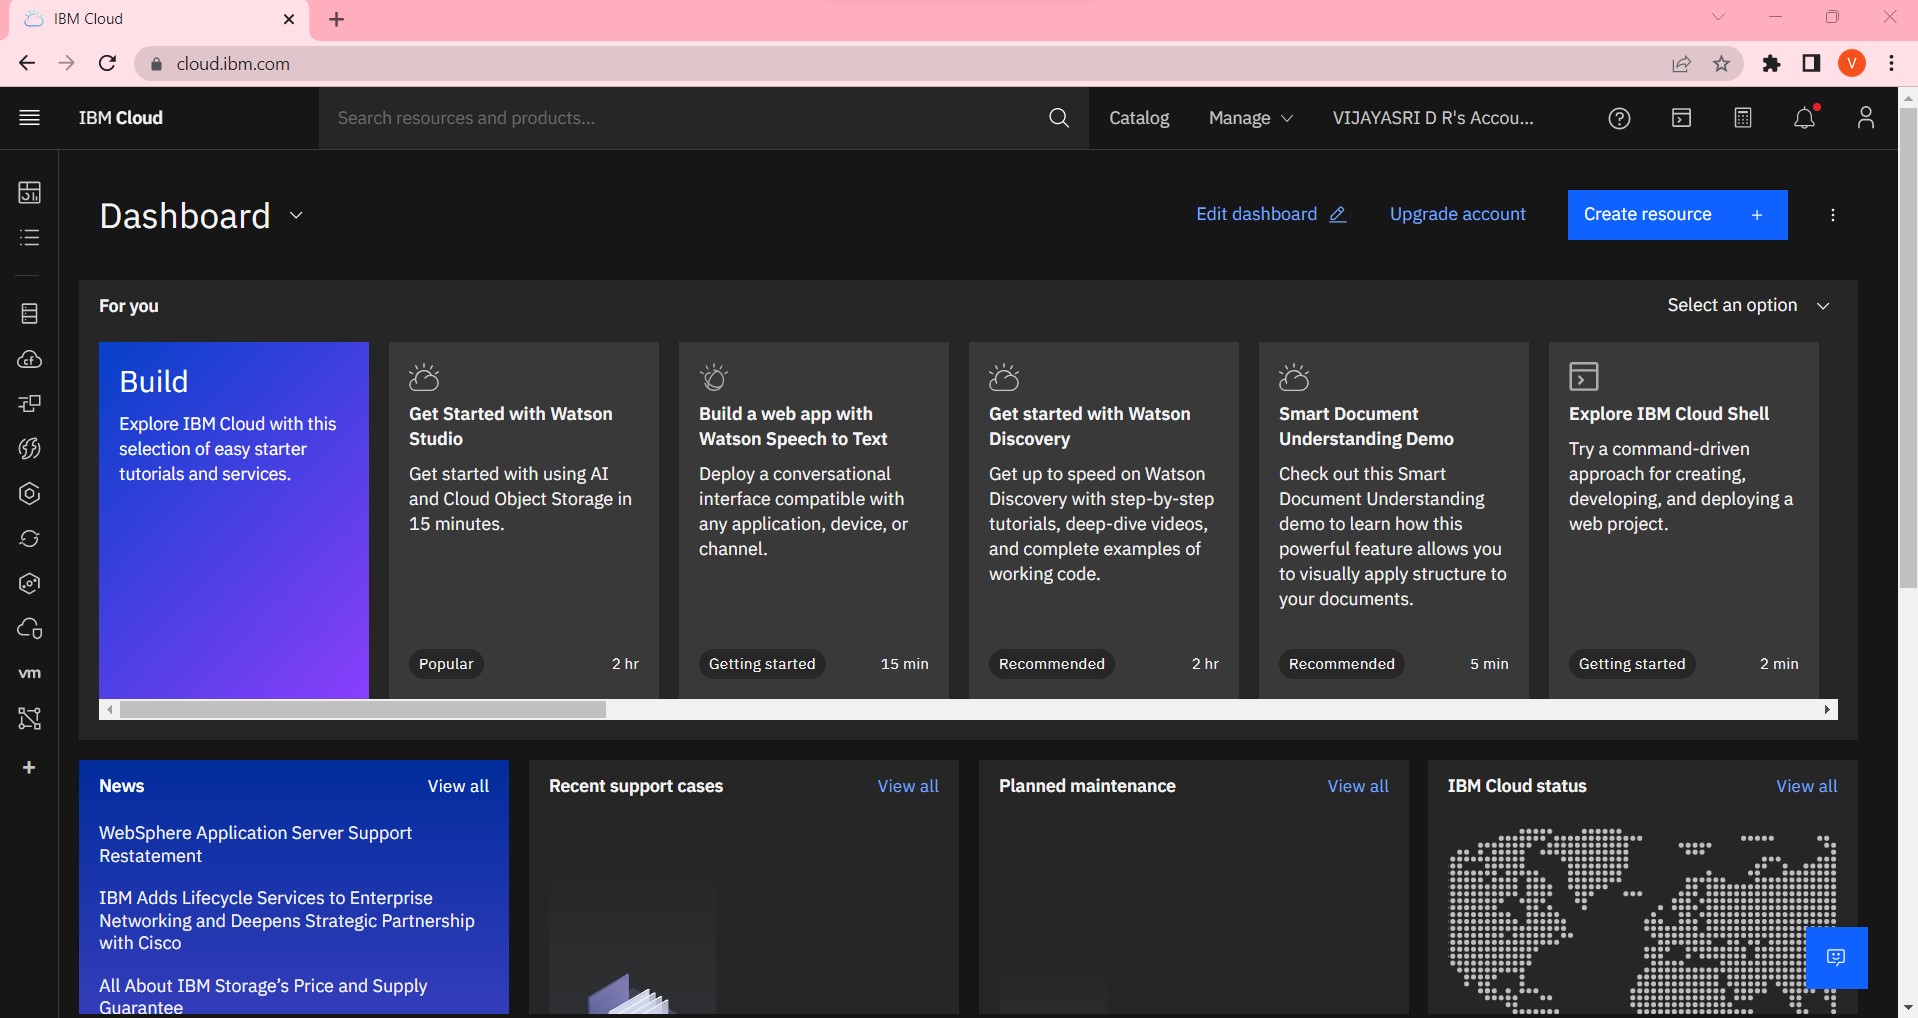 IBM Cloud
cloud.ibm.com
V
IBM Cloud
Search resources and products...
Catalog
Manage
VIJAYASRI D R's Accou...
Dashboard
Edit dashboard
Upgrade account
Create resource +
For you
Select an option
Build
Explore IBM Cloud with this
selection of easy starter
tutorials and services.
Get Started with Watson
Studio
Get started with using AI
and Cloud Object Storage in
15 minutes.
Popular
2 hr
Build a web app with
Watson Speech to Text
Deploy a conversational
interface compatible with
any application, device, or
channel.
Getting started
15 min
Get started with Watson
Discovery
Get up to speed on Watson
Discovery with step-by-step
tutorials, deep-dive videos,
and complete examples of
working code.
Recommended
2 hr
Smart Document
Understanding Demo
Check out this Smart
Document Understanding
demo to learn how this
powerful feature allows you
to visually apply structure to
your documents.
Recommended
5 min
Explore IBM Cloud Shell
Try a command-driven
approach for creating,
developing, and deploying a
web project.
Getting started
2 min
cf
vm
News
View all
WebSphere Application Server Support
Restatement
IBM Adds Lifecycle Services to Enterprise
Networking and Deepens Strategic Partnership
with Cisco
All About IBM Storage’s Price and Supply
Guarantee
Recent support cases
View all
Planned maintenance
View all
IBM Cloud status
View all